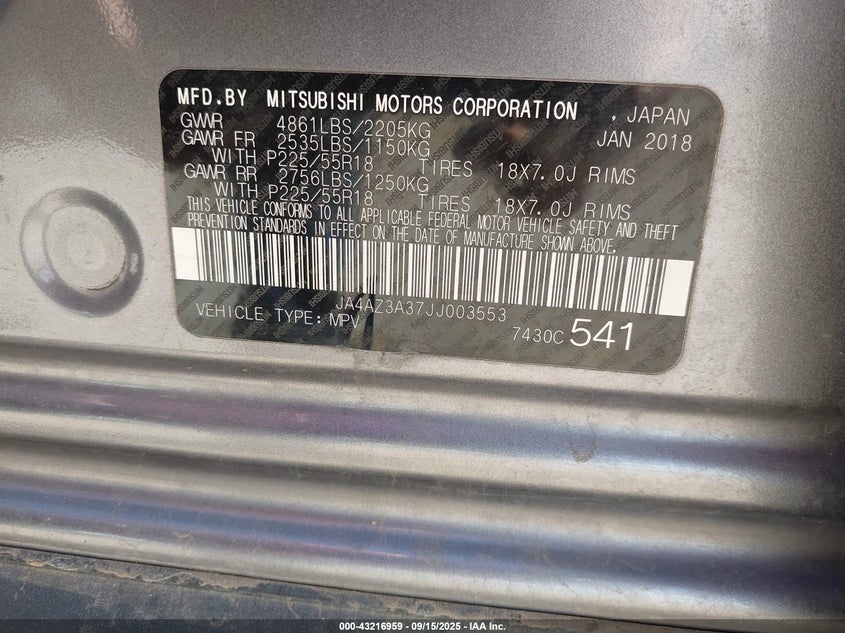 MFD.BY MITSUBISHI MOTORS CORPORATION , JAPAN
GVWR 4861LBS/2205KG JAN 2018
GAWR FR 2535LBS/1150KG
WITH P225/55R18 TIRES 18X7.0J RIMS
GAWR RR 2756LBS/1250KG
WITH P225/55R18 TIRES 18X7.0J RIMS
THIS VEHICLE CONFORMS TO ALL APPLICABLE FEDERAL MOTOR VEHICLE SAFETY AND THEFT
PREVENTION STANDARDS IN EFFECT ON THE DATE OF MANUFACTURE SHOWN ABOVE.
JA4AZ3A37JJ003553
VEHICLE TYPE: MPV 7430C 541
000-43216959 - 09/15/2025 - IAA Inc.